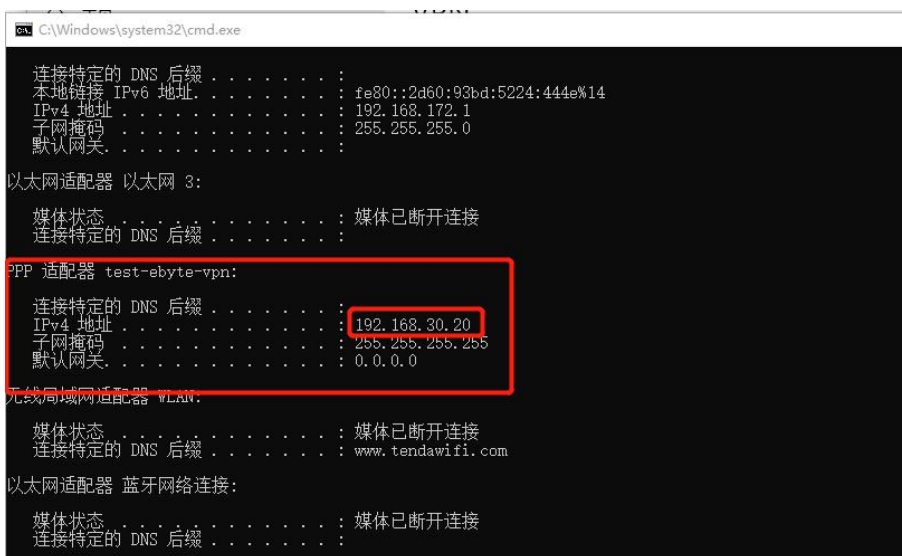 C:\Windows\system32\cmd.exe
连接特定的 DNS 后缀 . . . . . . . :
本地链接 IPv6 地址. . . . . . . . : fe80::2d60:93bd:5224:444e%14
IPv4 地址 . . . . . . . . . . . . : 192.168.172.1
子网掩码 . . . . . . . . . . . . : 255.255.255.0
默认网关. . . . . . . . . . . . . :
以太网适配器 以太网 3:
媒体状态 . . . . . . . . . . . . : 媒体已断开连接
连接特定的 DNS 后缀 . . . . . . . :
PPP 适配器 test-ebyte-vpn:
连接特定的 DNS 后缀 . . . . . . . :
IPv4 地址 . . . . . . . . . . . . : 192.168.30.20
子网掩码 . . . . . . . . . . . . : 255.255.255.255
默认网关. . . . . . . . . . . . . : 0.0.0.0
无线局域网适配器 WLAN:
媒体状态 . . . . . . . . . . . . : 媒体已断开连接
连接特定的 DNS 后缀 . . . . . . . : www.tendawifi.com
以太网适配器 蓝牙网络连接:
媒体状态 . . . . . . . . . . . . : 媒体已断开连接
连接特定的 DNS 后缀 . . . . . . . :